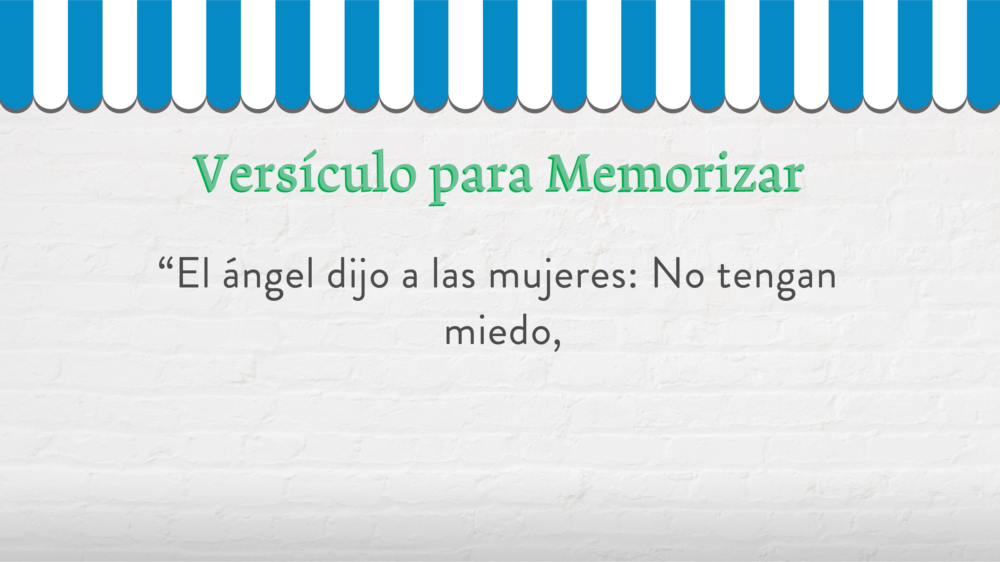 Versículo para Memorizar
“El ángel dijo a las mujeres: No tengan
miedo,